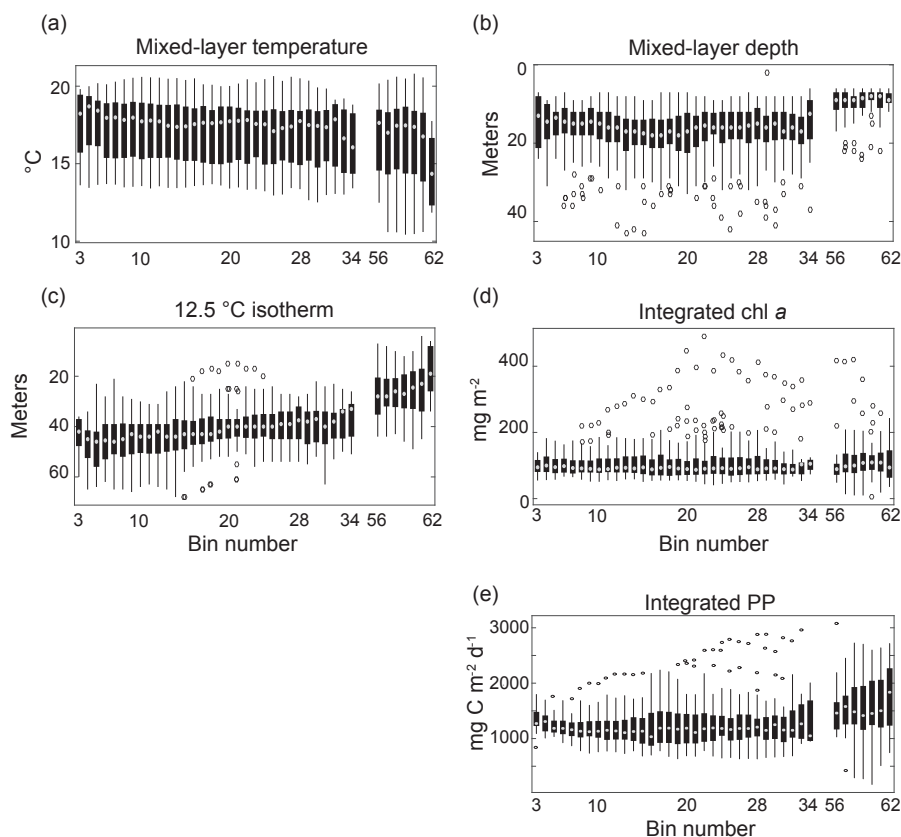 (a)
Mixed-layer temperature
20
15
10
°C
3 10 20 28 34 56 62
(b)
Mixed-layer depth
0
20
40
Meters
3 10 20 28 34 56 62
(c)
12.5 °C isotherm
20
40
60
Meters
3 10 20 28 34 56 62
Bin number
(d)
Integrated chl a
400
200
0
mg m-2
3 10 20 28 34 56 62
Bin number
(e)
Integrated PP
3000
2000
1000
mg C m-2 d-1
3 10 20 28 34 56 62
Bin number